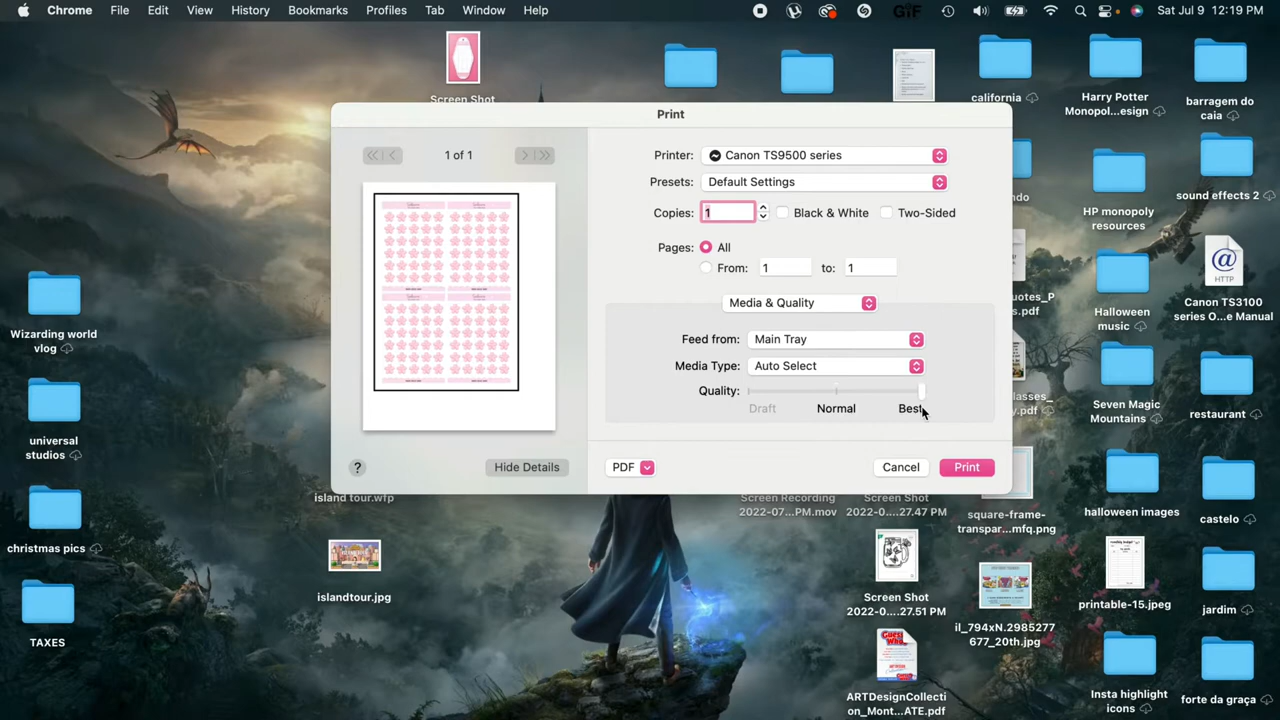 Chrome File Edit View History Bookmarks Profiles Tab Window Help GIF Sat Jul 9 12:19 PM
Screen Shot
california
Harry Potter
Monopol...esign
barragem do
caia
sound effects 2
HP monopoly
resources
Canon TS3100
series O...e Manual
Halloween
music
restaurant
Seven Magic
Mountains
halloween images
castelo
square-frame-
transpar...mfq.png
printable-15.jpeg
jardim
il_794xN.2985277
677_20th.jpg
Insta highlight
icons
forte da graça
Wizarding world
vlog
universal
studios
christmas pics
TAXES
island tour.wfp
islandtour.jpg
Screen Recording
2022-07...PM.mov
Screen Shot
2022-0....27.47 PM
Screen Shot
2022-0....27.51 PM
GUESS
WHO
ARTDesignCollecti
on_Mont...ATE.pdf
HTTP
Print
1 of 1
Printer: Canon TS9500 series
Presets: Default Settings
Copies: 1 Black & White Two-Sided
Pages: All
From: 1 to: 1
Media & Quality
Feed from: Main Tray
Media Type: Auto Select
Quality:
Draft Normal Best
? Hide Details PDF Cancel Print